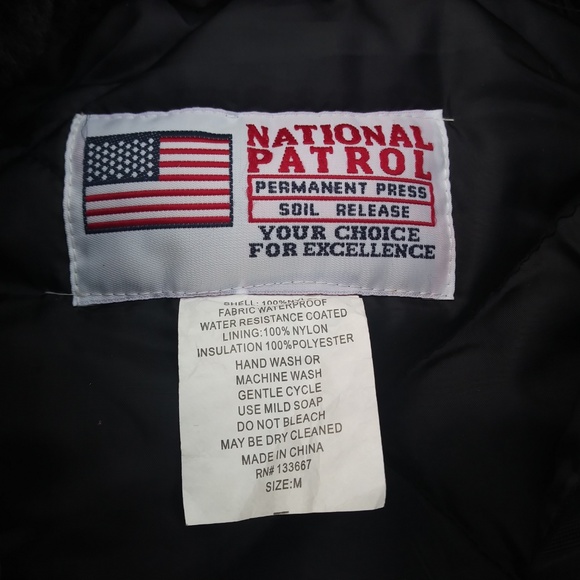 NATIONAL
PATROL
PERMANENT PRESS
SOIL RELEASE
YOUR CHOICE
FOR EXCELLENCE
SHELL: 100%
FABRIC WATERPROOF
WATER RESISTANCE COATED
LINING:100% NYLON
INSULATION 100%POLYESTER
HAND WASH OR
MACHINE WASH
GENTLE CYCLE
USE MILD SOAP
DO NOT BLEACH
MAY BE DRY CLEANED
MADE IN CHINA
RN# 133667
SIZE:M